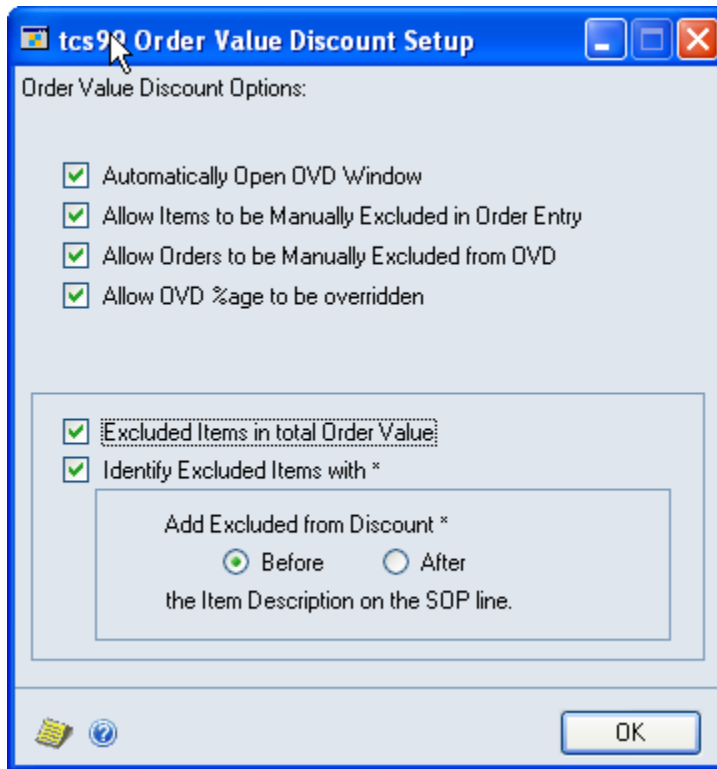 tcs99 Order Value Discount Setup
Order Value Discount Options:
Automatically Open OVD Window
Allow Items to be Manually Excluded in Order Entry
Allow Orders to be Manually Excluded from OVD
Allow OVD %age to be overridden
Excluded Items in total Order Value
Identify Excluded Items with *
Add Excluded from Discount *
Before After
the Item Description on the SOP line.
OK